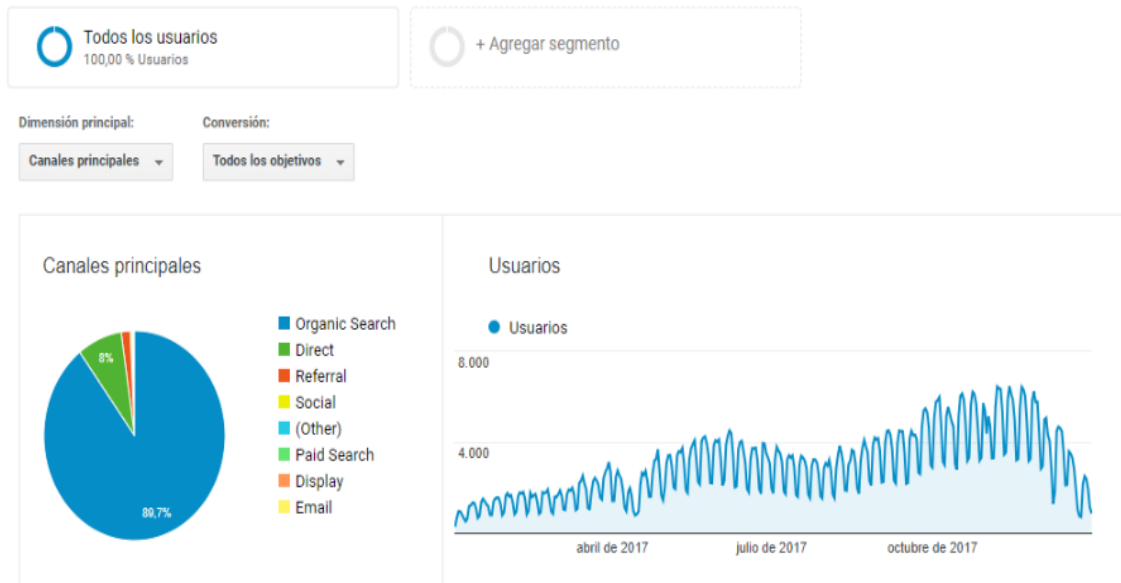 Todos los usuarios
100,00 % Usuarios
+ Agregar segmento
Dimensión principal:
Conversión:
Canales principales
Todos los objetivos
Canales principales
Organic Search
Direct
Referral
Social
(Other)
Paid Search
Display
Email
8%
89,7%
Usuarios
Usuarios
8.000
4.000
abril de 2017
julio de 2017
octubre de 2017